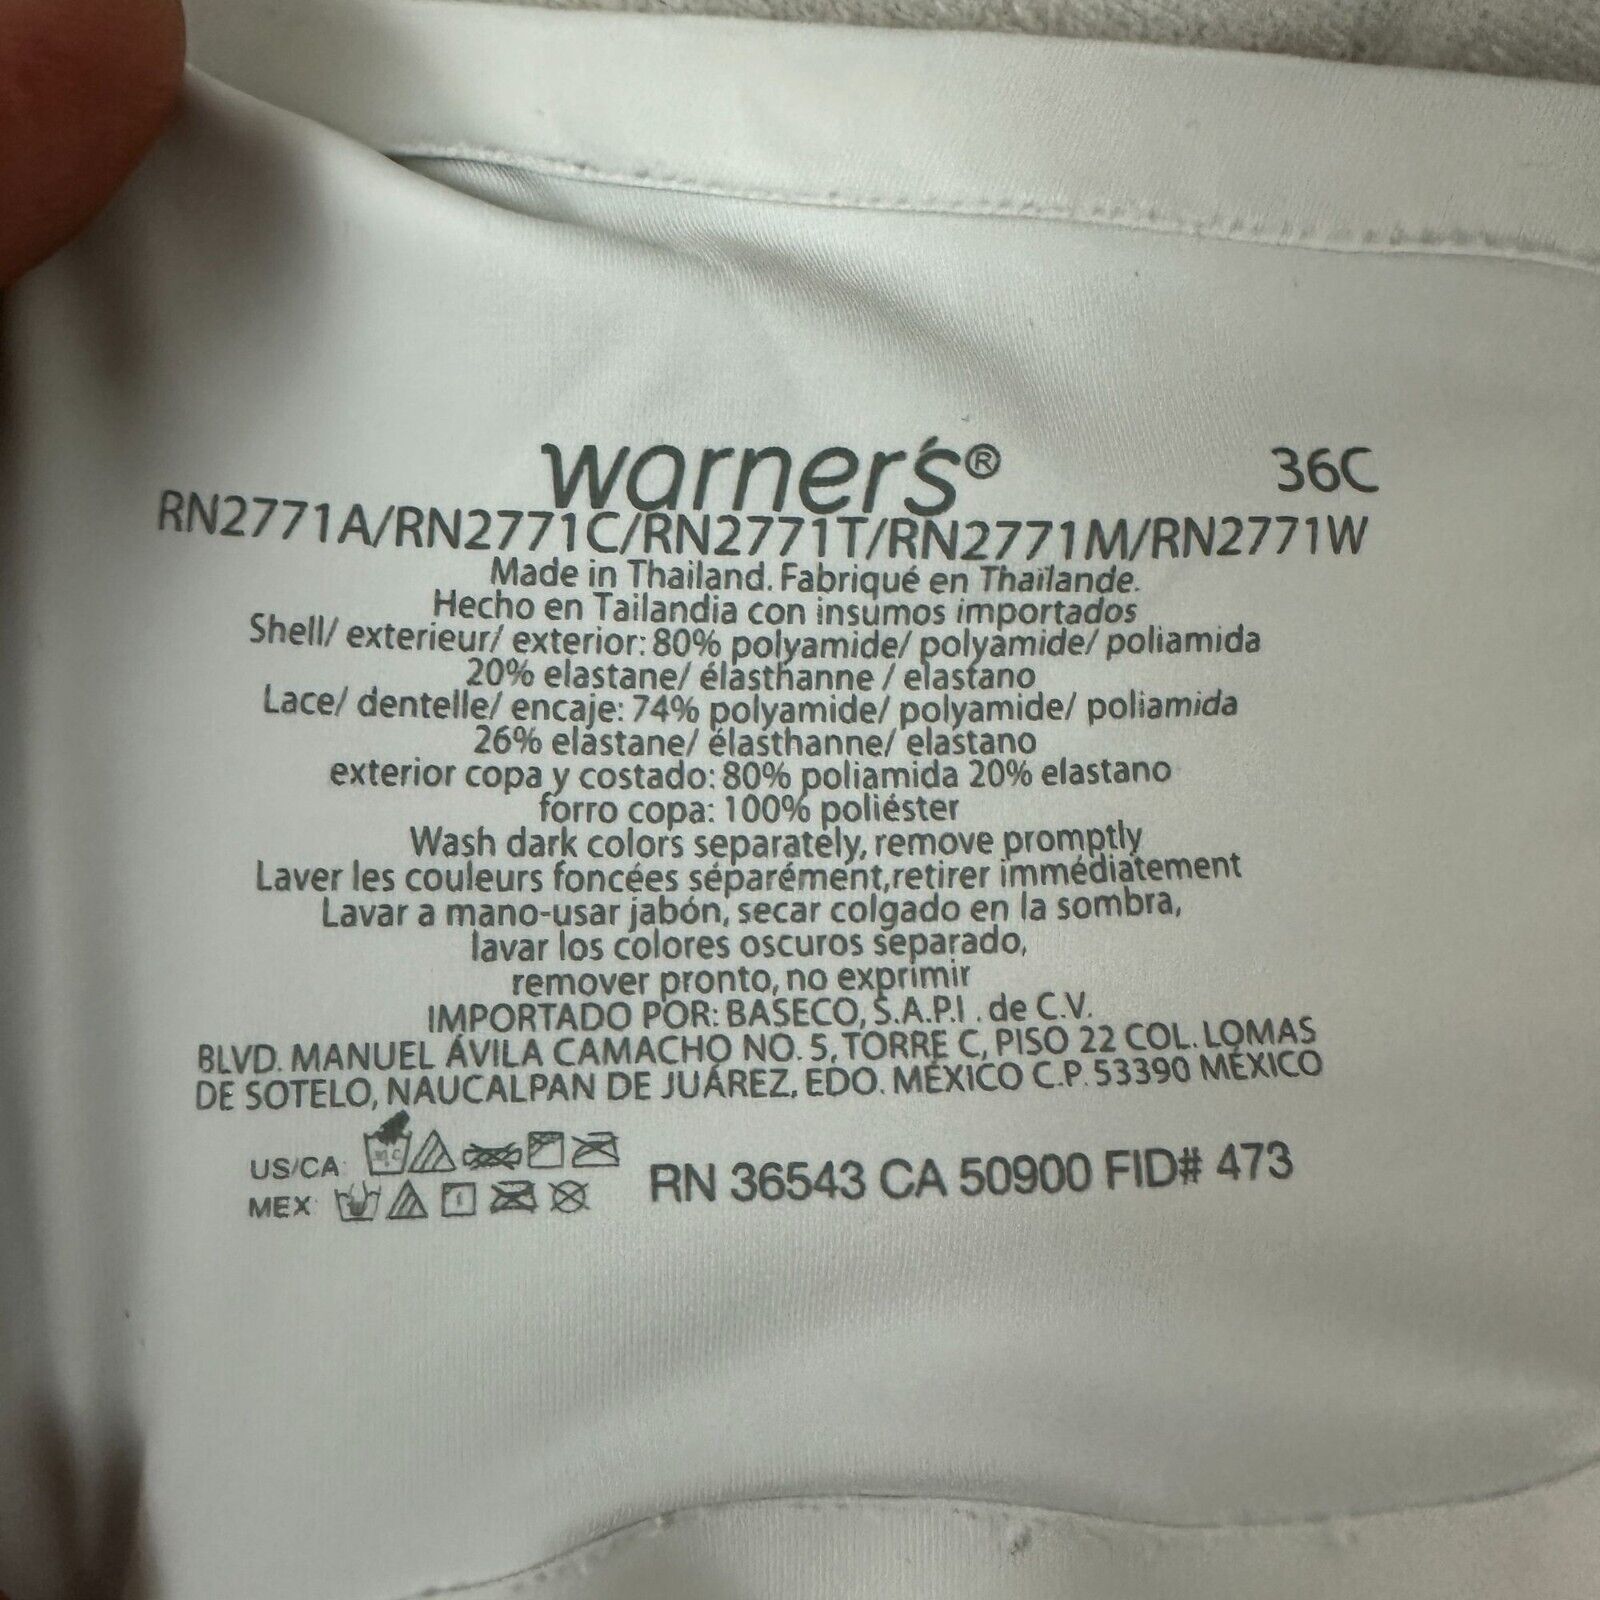 warner's® 36C
RN2771A/RN2771C/RN2771T/RN2771M/RN2771W
Made in Thailand. Fabriqué en Thaïlande.
Hecho en Tailandia con insumos importados
Shell/ exterieur/ exterior: 80% polyamide/ polyamide/ poliamida
20% elastane/ élasthanne / elastano
Lace/ dentelle/ encaje: 74% polyamide/ polyamide/ poliamida
26% elastane/ élasthanne/ elastano
exterior copa y costado: 80% poliamida 20% elastano
forro copa: 100% poliéster
Wash dark colors separately, remove promptly
Laver les couleurs foncées séparément,retirer immédiatement
Lavar a mano-usar jabón, secar colgado en la sombra,
lavar los colores oscuros separado,
remover pronto, no exprimir
IMPORTADO POR: BASECO, S.A.P.I . de C.V.
BLVD. MANUEL ÁVILA CAMACHO NO. 5, TORRE C, PISO 22 COL. LOMAS
DE SOTELO, NAUCALPAN DE JUÁREZ, EDO. MÉXICO C.P. 53390 MÉXICO
US/CA:
MEX:
RN 36543 CA 50900 FID# 473